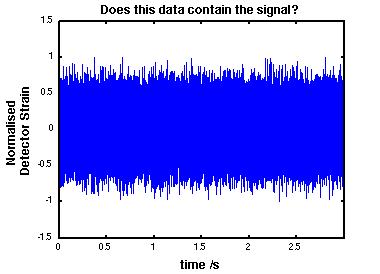 Does this data contain the signal?
1.5
1
0.5
0
-0.5
-1
-1.5
Normalised
Detector Strain
0 0.5 1 1.5 2 2.5
time /s